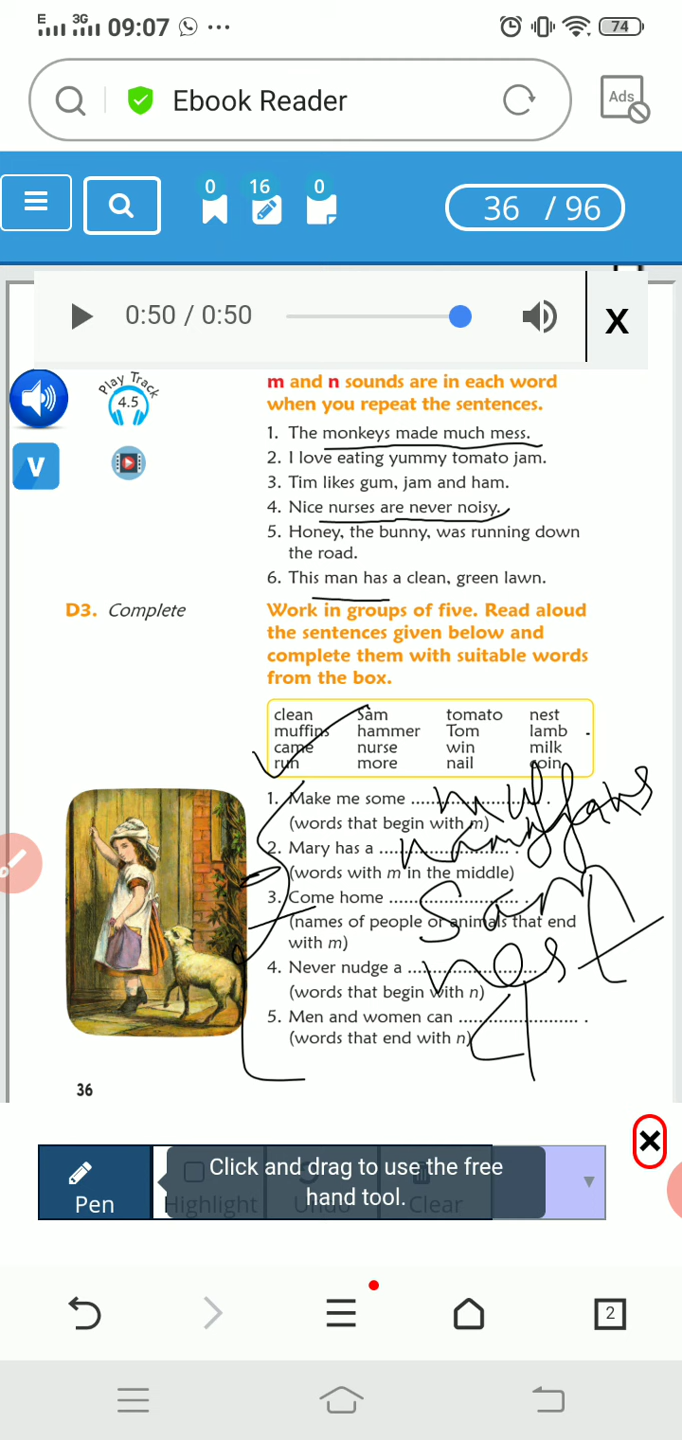 E 3G 09:07 ... 74
Ebook Reader Ads
0 16 0 36 / 96
0:50 / 0:50 X
Play Track
4.5
V
m and n sounds are in each word
when you repeat the sentences.
1. The monkeys made much mess.
2. I love eating yummy tomato jam.
3. Tim likes gum, jam and ham.
4. Nice nurses are never noisy.
5. Honey, the bunny, was running down
the road.
6. This man has a clean, green lawn.
D3. Complete
Work in groups of five. Read aloud
the sentences given below and
complete them with suitable words
from the box.
clean Sam tomato nest
muffins hammer Tom lamb
came nurse win milk
run more nail coin
1. Make me some ........................ .
(words that begin with m)
2. Mary has a ........................ .
(words with m in the middle)
3. Come home ........................ .
Sam
(names of people or animals that end
with m)
4. Never nudge a ........................ .
nest
(words that begin with n)
5. Men and women can ........................ .
(words that end with n)
36
Click and drag to use the free
hand tool.
Pen Highlight Undo Clear
2